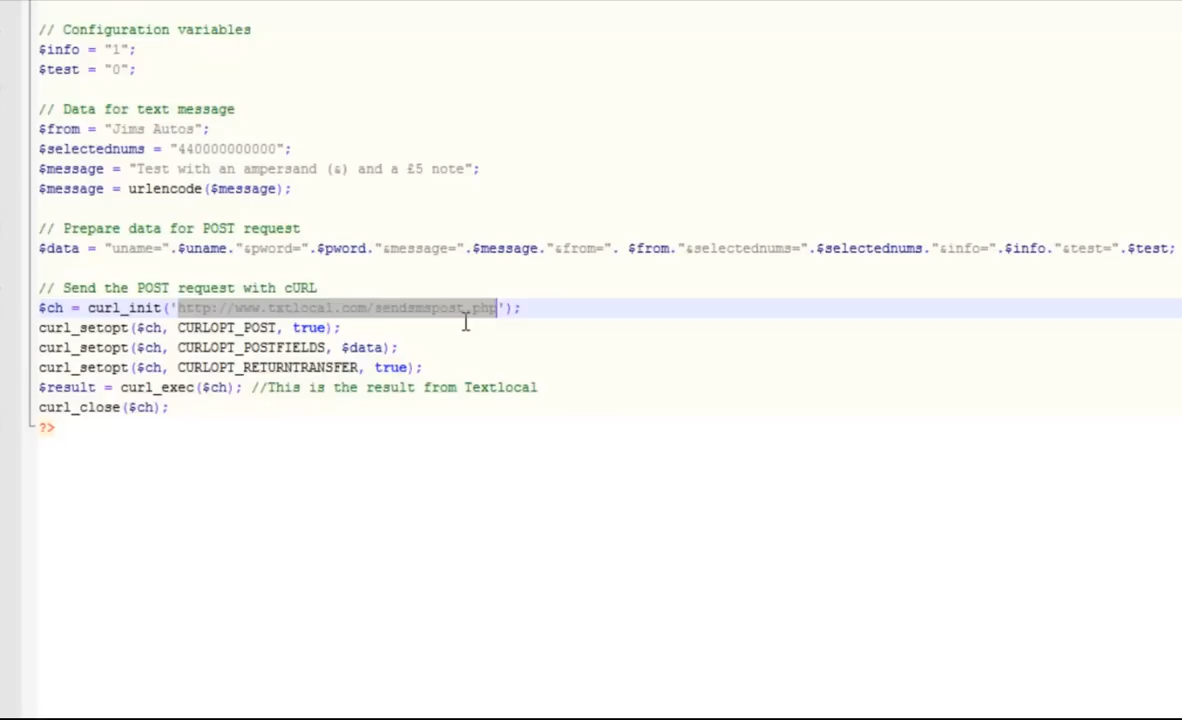 // Configuration variables
$info = "1";
$test = "0";
// Data for text message
$from = "Jims Autos";
$selectednums = "440000000000";
$message = "Test with an ampersand (&) and a £5 note";
$message = urlencode($message);
// Prepare data for POST request
$data = "uname=".$uname."&pword=".$pword."&message=".$message."&from=". $from."&selectednums=".$selectednums."&info=".$info."&test=".$test;
// Send the POST request with cURL
$ch = curl_init('http://www.txtlocal.com/sendsmspost.php');
curl_setopt($ch, CURLOPT_POST, true);
curl_setopt($ch, CURLOPT_POSTFIELDS, $data);
curl_setopt($ch, CURLOPT_RETURNTRANSFER, true);
$result = curl_exec($ch); //This is the result from Textlocal
curl_close($ch);
?>